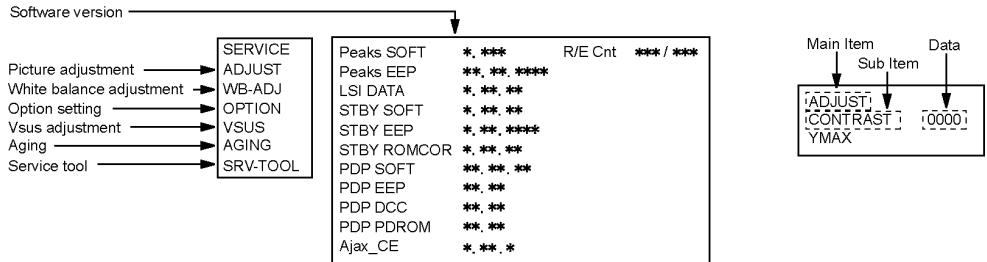 Software version
Picture adjustment
White balance adjustment
Option setting
Vsus adjustment
Aging
Service tool
SERVICE
ADJUST
WB-ADJ
OPTION
VSUS
AGING
SRV-TOOL
Peaks SOFT *. *** R/E Cnt *** / ***
Peaks EEP **. **. ****
LSI DATA *. **. **
STBY SOFT *. **. **
STBY EEP *. **. ****
STBY ROMCOR *. **. **
PDP SOFT **. **. **
PDP EEP **. **
PDP DCC **. **
PDP PDROM **. **
Ajax_CE *. **. *
Main Item
Sub Item
Data
ADJUST
CONTRAST 0000
YMAX